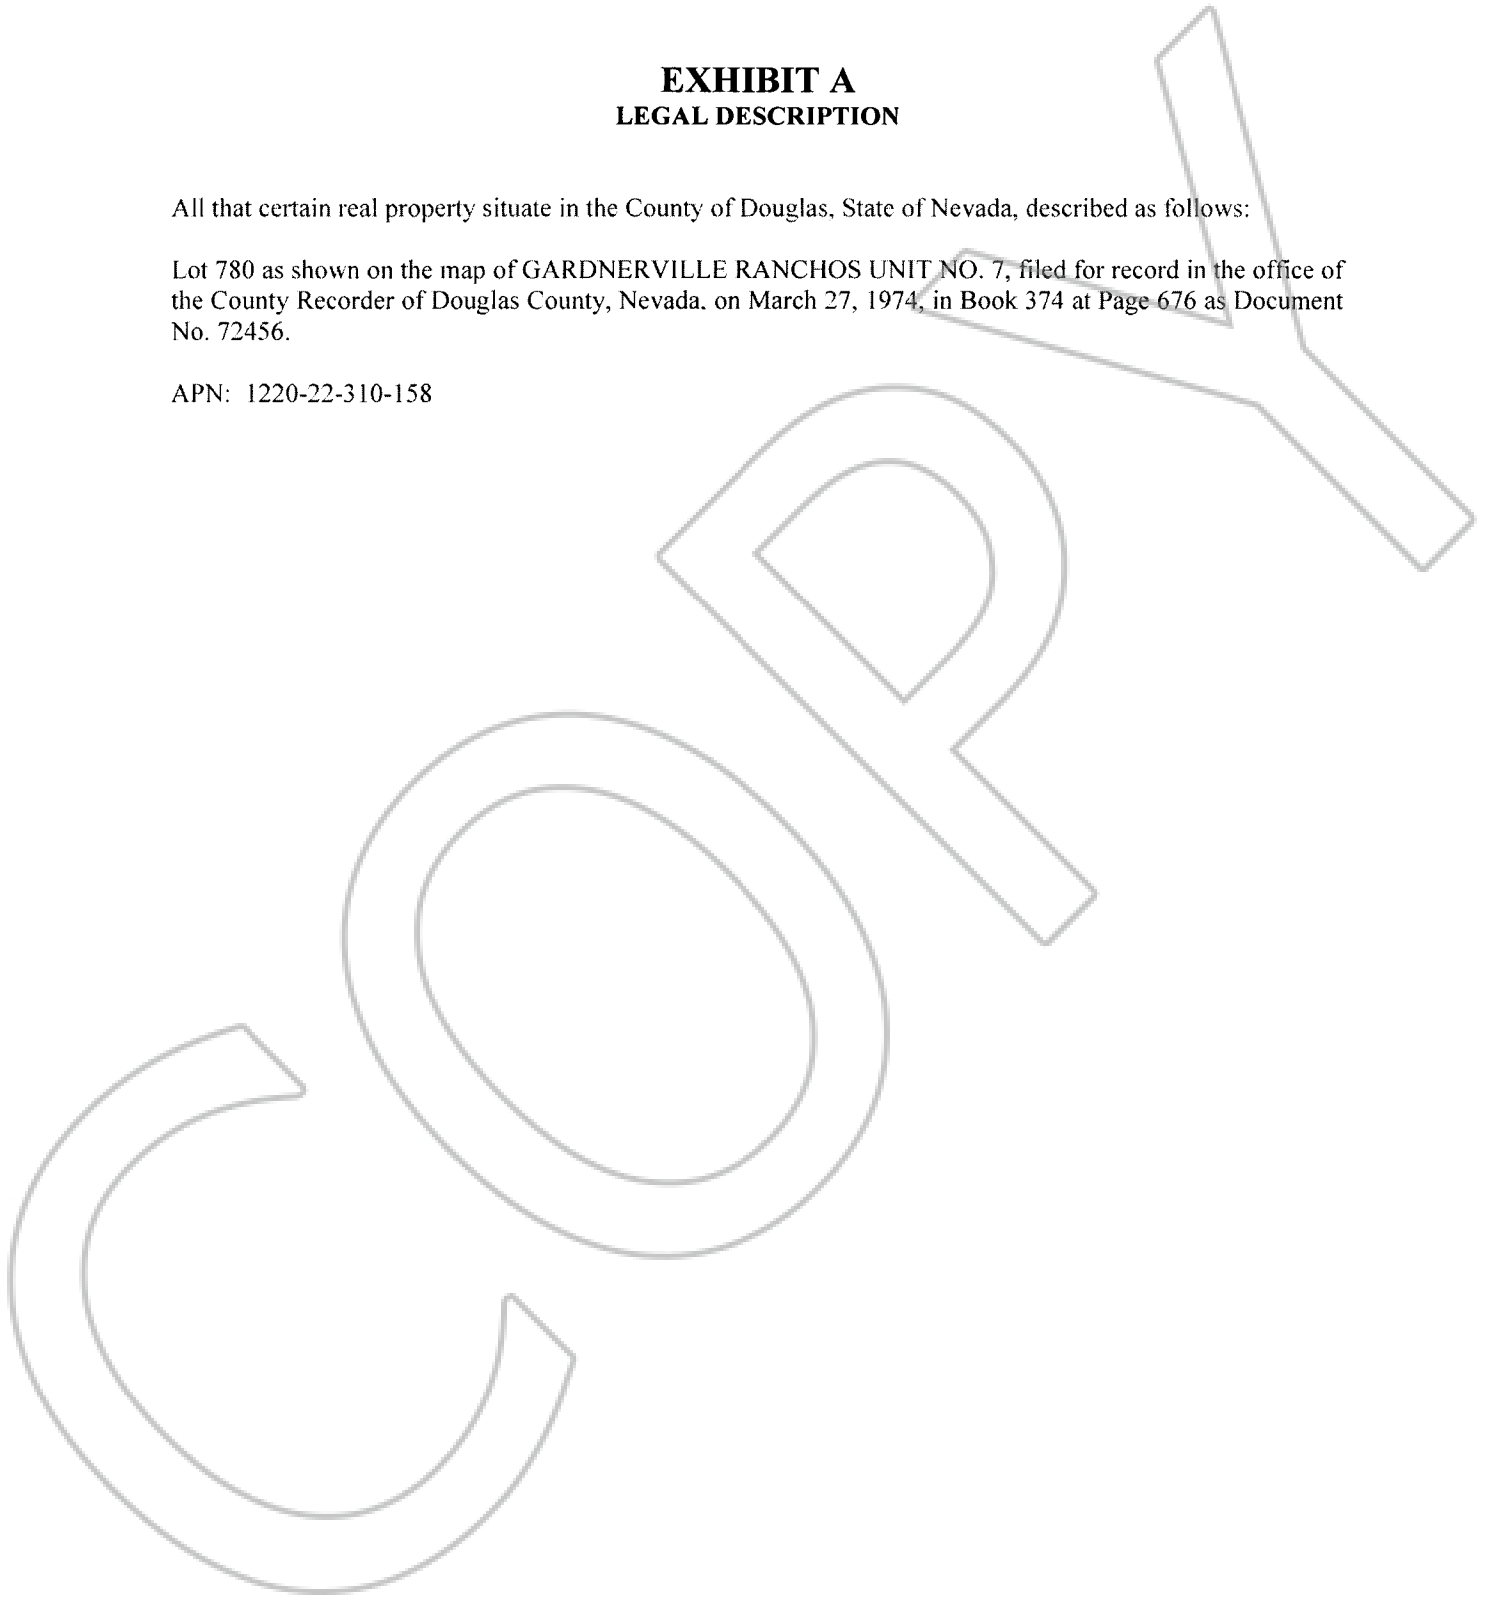 EXHIBIT A
LEGAL DESCRIPTION
All that certain real property situate in the County of Douglas, State of Nevada, described as follows:
Lot 780 as shown on the map of GARDNERVILLE RANCHOS UNIT NO. 7, filed for record in the office of
the County Recorder of Douglas County, Nevada, on March 27, 1974, in Book 374 at Page 676 as Document
No. 72456.
APN: 1220-22-310-158
COPY